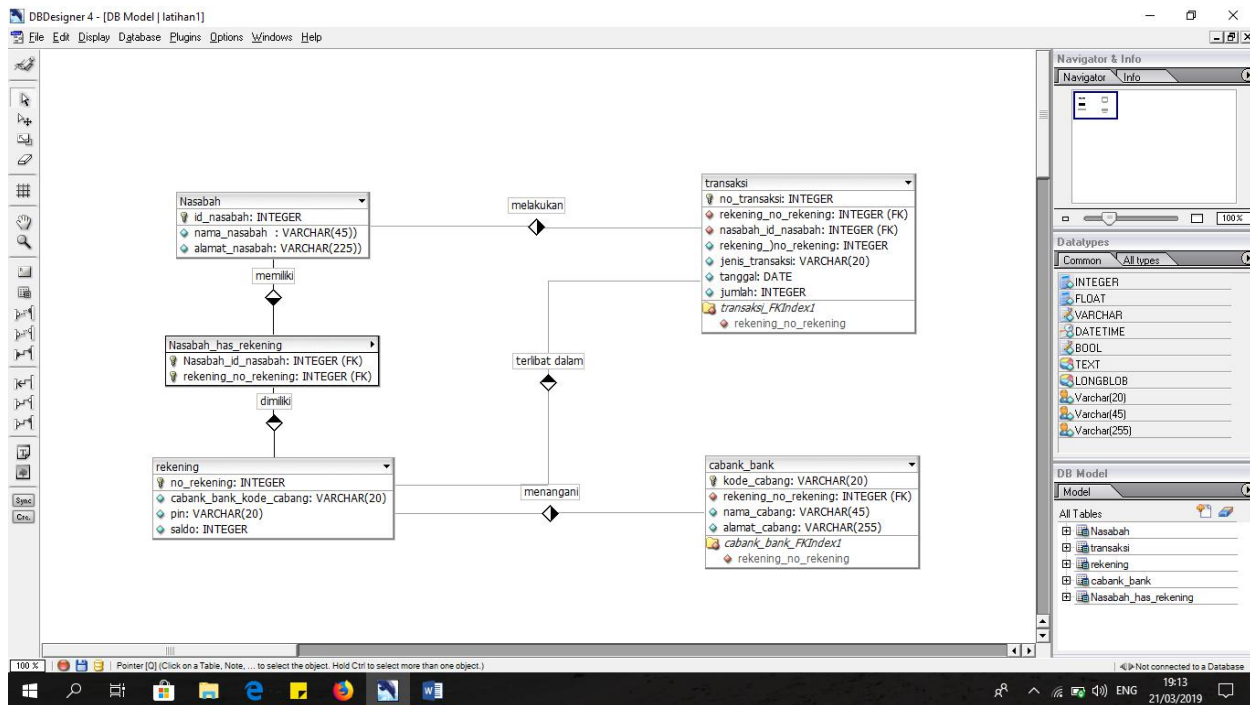 DBDesigner 4 - [DB Model | latihan1]
File Edit Display Database Plugins Options Windows Help
Navigator & Info
Navigator Info
100%
Nasabah
id_nasabah: INTEGER
nama_nasabah : VARCHAR(45))
alamat_nasabah: VARCHAR(225))
melakukan
transaksi
no_transaksi: INTEGER
rekening_no_rekening: INTEGER (FK)
nasabah_id_nasabah: INTEGER (FK)
rekening_)no_rekening: INTEGER
jenis_transaksi: VARCHAR(20)
tanggal: DATE
jumlah: INTEGER
transaksi_FKIndex1
rekening_no_rekening
memiliki
Nasabah_has_rekening
Nasabah_id_nasabah: INTEGER (FK)
rekening_no_rekening: INTEGER (FK)
dimiliki
terlibat dalam
rekening
no_rekening: INTEGER
cabank_bank_kode_cabang: VARCHAR(20)
pin: VARCHAR(20)
saldo: INTEGER
menangani
cabank_bank
kode_cabang: VARCHAR(20)
rekening_no_rekening: INTEGER (FK)
nama_cabang: VARCHAR(45)
alamat_cabang: VARCHAR(255)
cabank_bank_FKIndex1
rekening_no_rekening
Datatypes
Common All types
INTEGER
FLOAT
VARCHAR
DATETIME
BOOL
TEXT
LONGBLOB
Varchar(20)
Varchar(45)
Varchar(255)
DB Model
Model
All Tables
Nasabah
transaksi
rekening
cabank_bank
Nasabah_has_rekening
Sync
100 % Pointer [Q] (Click on a Table, Note, ... to select the object. Hold Ctrl to select more than one object.)
Not connected to a Database
ENG
19:13
21/03/2019